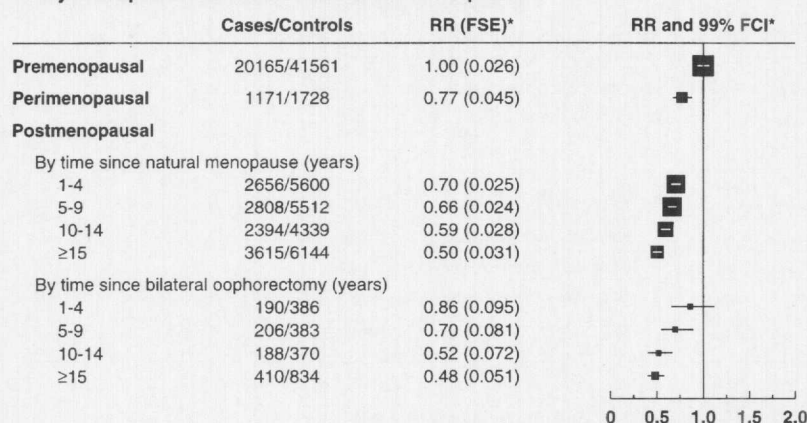 Cases/Controls RR (FSE)* RR and 99% FCI*
Premenopausal 20165/41561 1.00 (0.026)
Perimenopausal 1171/1728 0.77 (0.045)
Postmenopausal
By time since natural menopause (years)
1-4 2656/5600 0.70 (0.025)
5-9 2808/5512 0.66 (0.024)
10-14 2394/4339 0.59 (0.028)
≥15 3615/6144 0.50 (0.031)
By time since bilateral oophorectomy (years)
1-4 190/386 0.86 (0.095)
5-9 206/383 0.70 (0.081)
10-14 188/370 0.52 (0.072)
≥15 410/834 0.48 (0.051)
0 0.5 1.0 1.5 2.0